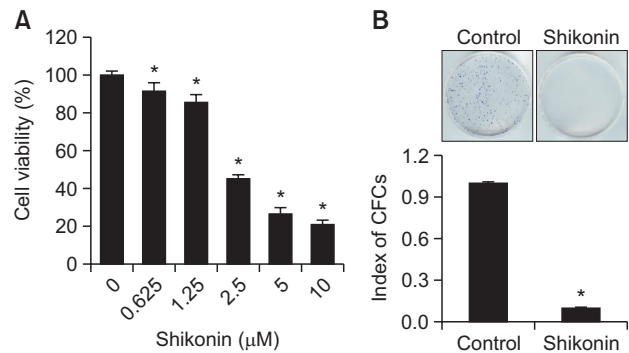 A
Cell viability (%)
120
100
80
60
40
20
0
*
*
*
*
*
0
0.625
1.25
2.5
5
10
Shikonin (μM)
B
Control
Shikonin
Index of CFCs
1.2
0.9
0.6
0.3
0.0
*
Control
Shikonin